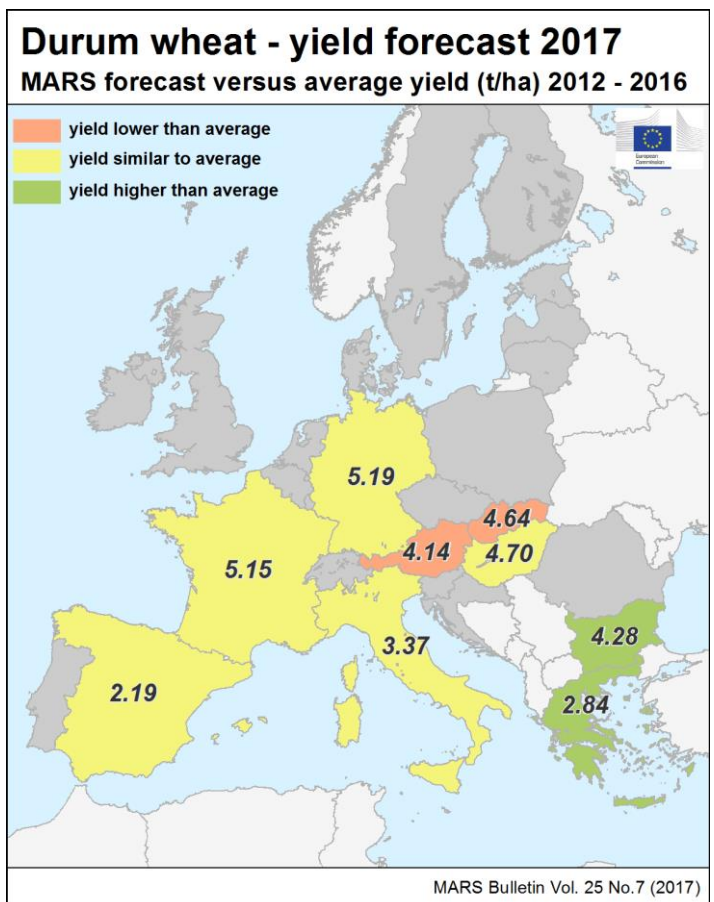 Durum wheat - yield forecast 2017
MARS forecast versus average yield (t/ha) 2012 - 2016
yield lower than average
yield similar to average
yield higher than average
European
Commission
5.19
4.64
4.14
4.70
5.15
3.37
4.28
2.19
2.84
MARS Bulletin Vol. 25 No.7 (2017)